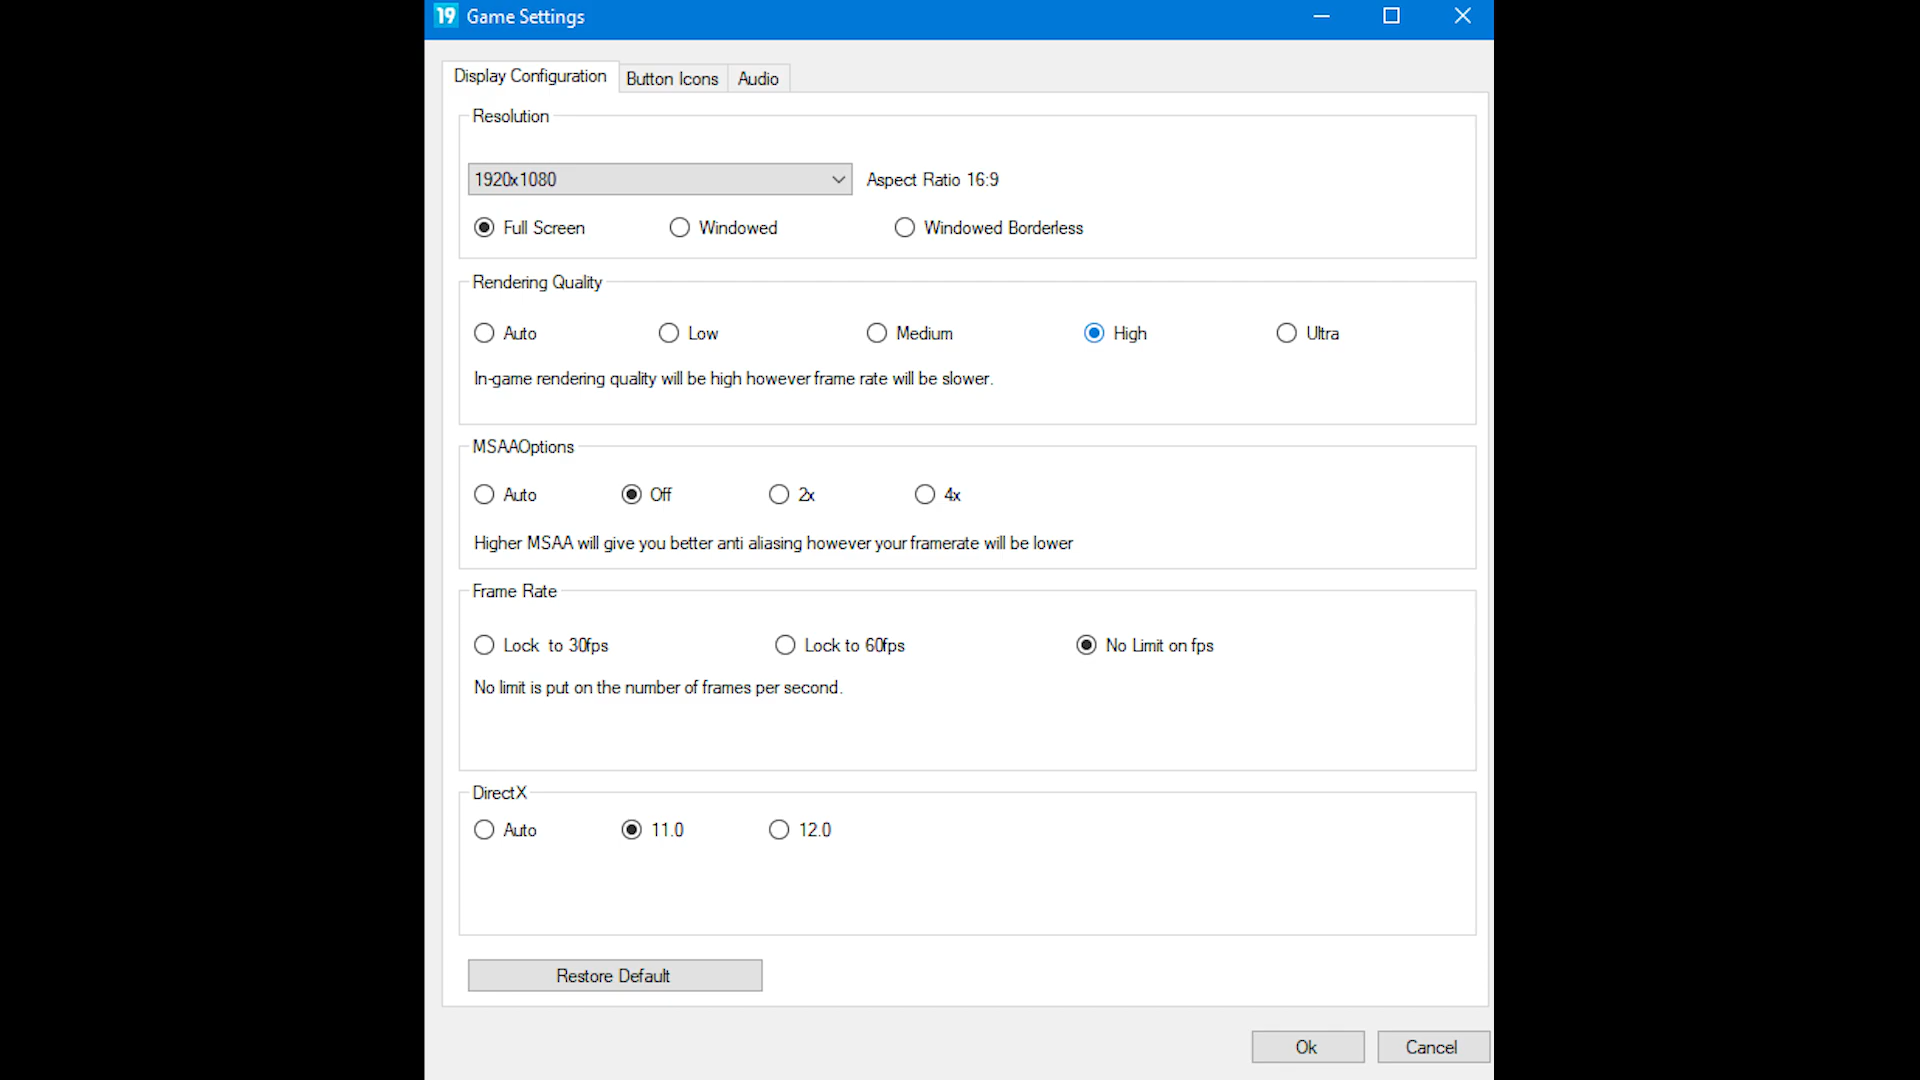 19 Game Settings
Display Configuration Button Icons Audio
Resolution
1920x1080 Aspect Ratio 16:9
Full Screen Windowed Windowed Borderless
Rendering Quality
Auto Low Medium High Ultra
In-game rendering quality will be high however frame rate will be slower.
MSAAOptions
Auto Off 2x 4x
Higher MSAA will give you better anti aliasing however your framerate will be lower
Frame Rate
Lock to 30fps Lock to 60fps No Limit on fps
No limit is put on the number of frames per second.
DirectX
Auto 11.0 12.0
Restore Default
Ok Cancel